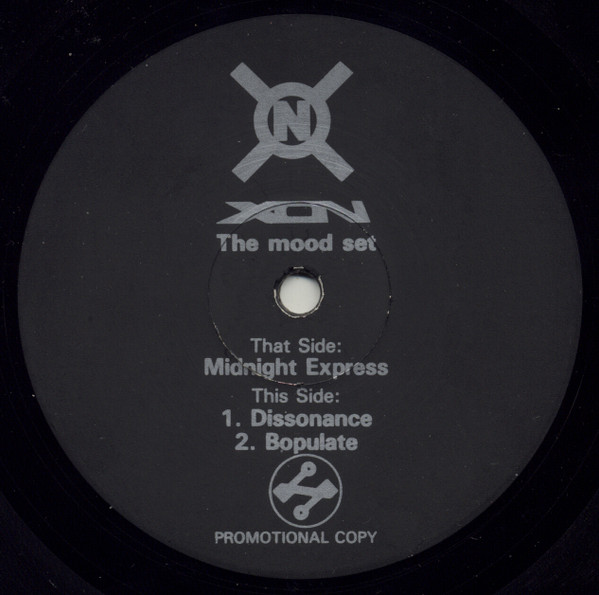 N
XON
The mood set
That Side:
Midnight Express
This Side:
1. Dissonance
2. Bopulate
PROMOTIONAL COPY